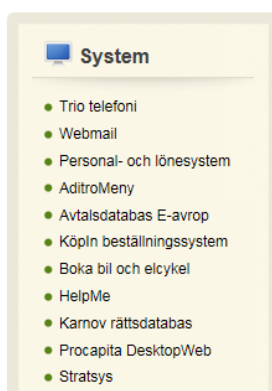 System
Trio telefoni
Webmail
Personal- och lönesystem
AditroMeny
Avtalsdatabas E-avrop
KöpIn beställningssystem
Boka bil och elcykel
HelpMe
Karnov rättsdatabas
Procapita DesktopWeb
Stratsys